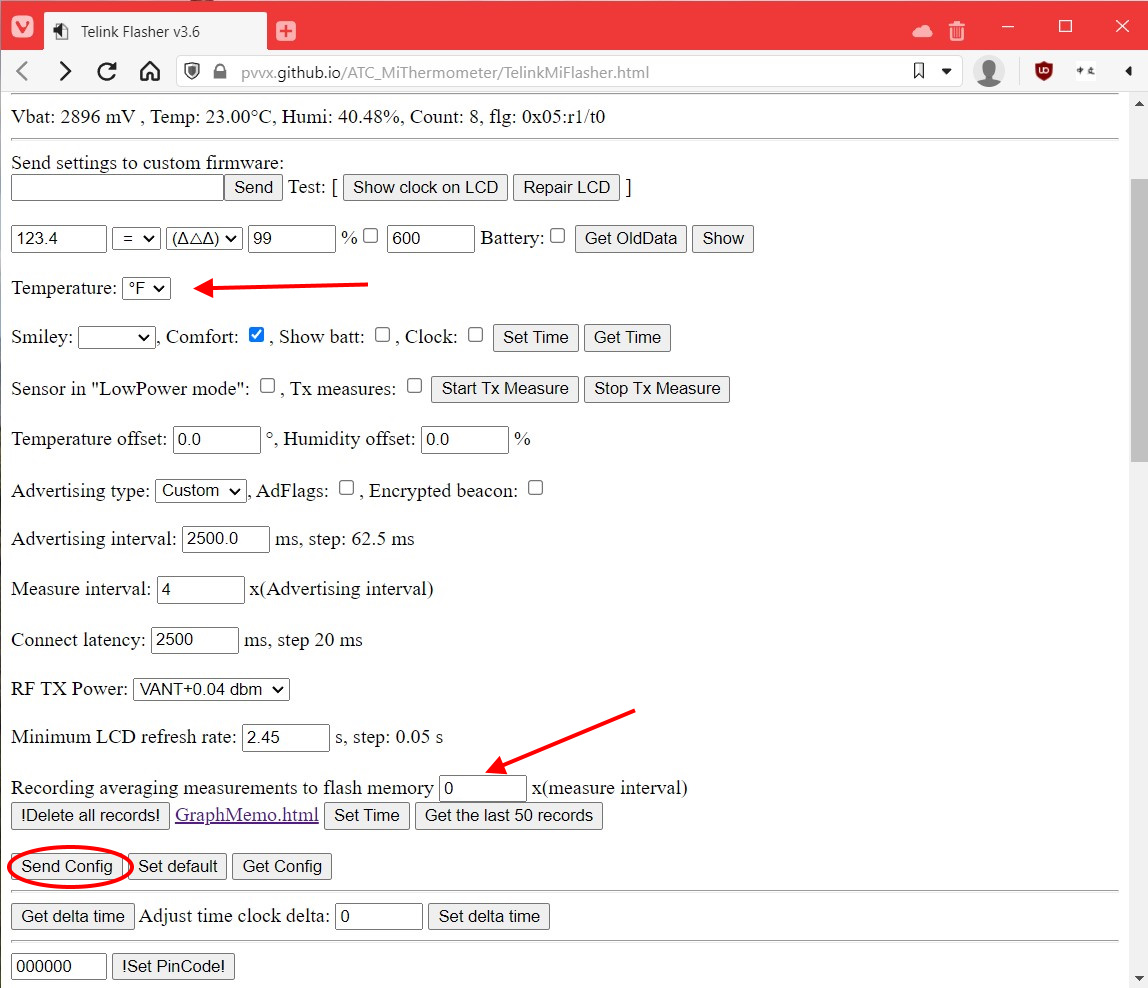 Telink Flasher v3.6
pvvx.github.io/ATC_MiThermometer/TelinkMiFlasher.html
Vbat: 2896 mV , Temp: 23.00°C, Humi: 40.48%, Count: 8, flg: 0x05:r1/t0
Send settings to custom firmware:
Send Test: [ Show clock on LCD Repair LCD ]
123.4 = (Δ△Δ) 99 % 600 Battery: Get OldData Show
Temperature: °F
Smiley: , Comfort: , Show batt: , Clock: Set Time Get Time
Sensor in "LowPower mode": , Tx measures: Start Tx Measure Stop Tx Measure
Temperature offset: 0.0 °, Humidity offset: 0.0 %
Advertising type: Custom , AdFlags: , Encrypted beacon:
Advertising interval: 2500.0 ms, step: 62.5 ms
Measure interval: 4 x(Advertising interval)
Connect latency: 2500 ms, step 20 ms
RF TX Power: VANT+0.04 dbm
Minimum LCD refresh rate: 2.45 s, step: 0.05 s
Recording averaging measurements to flash memory 0 x(measure interval)
!Delete all records! GraphMemo.html Set Time Get the last 50 records
Send Config Set default Get Config
Get delta time Adjust time clock delta: 0 Set delta time
000000 !Set PinCode!